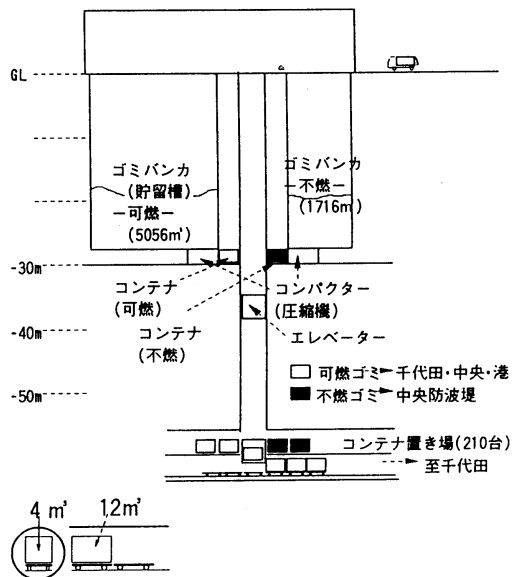 GL
ゴミバンカ
(貯留槽)
—可燃—
(5056㎥)
ゴミバンカ
—不燃—
(1716㎥)
-30m
コンテナ
(可燃)
コンテナ
(不燃)
コンパクター
(圧縮機)
エレベーター
-40m
可燃ゴミ 千代田・中央・港
不燃ゴミ 中央防波堤
-50m
コンテナ置き場(210台)
至千代田
4㎥
12㎥